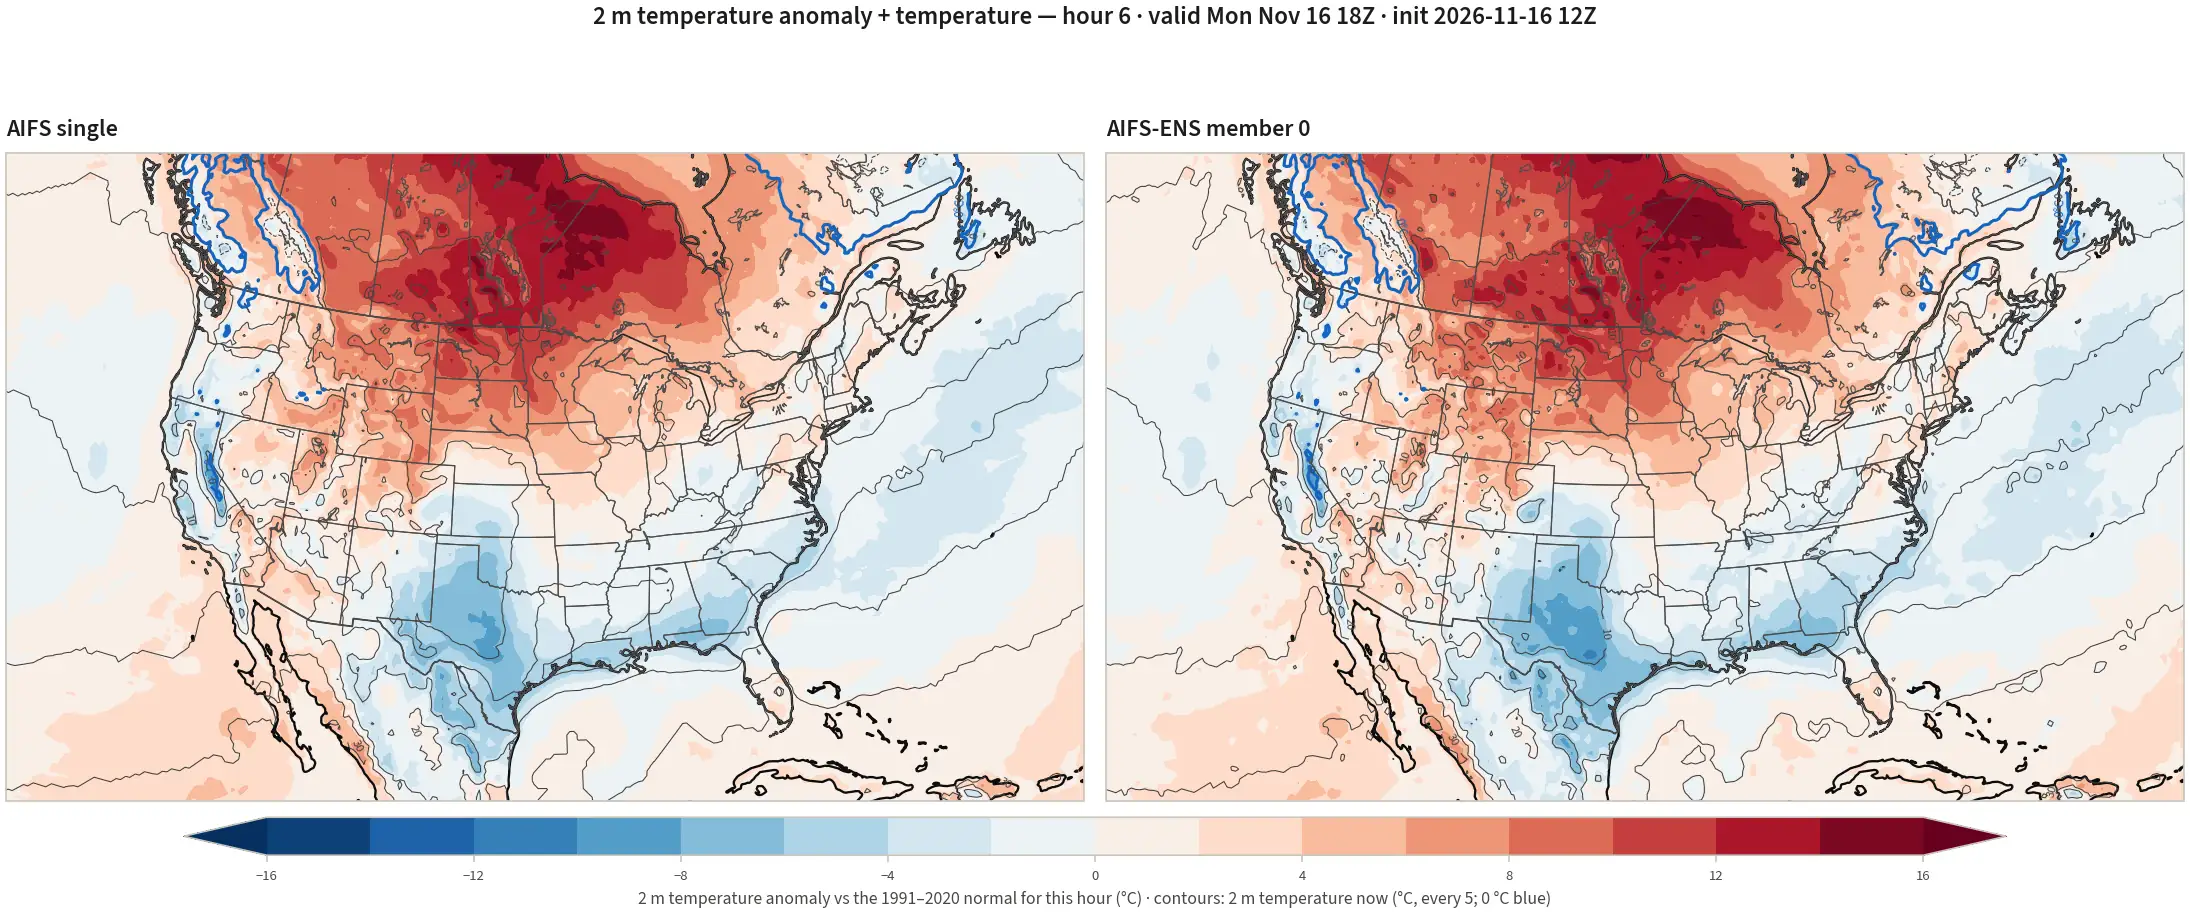 2 m temperature anomaly + temperature — hour 6 · valid Mon Nov 16 18Z · init 2026-11-16 12Z
AIFS single
AIFS-ENS member 0
−16 −12 −8 −4 0 4 8 12 16
2 m temperature anomaly vs the 1991–2020 normal for this hour (°C) · contours: 2 m temperature now (°C, every 5; 0 °C blue)